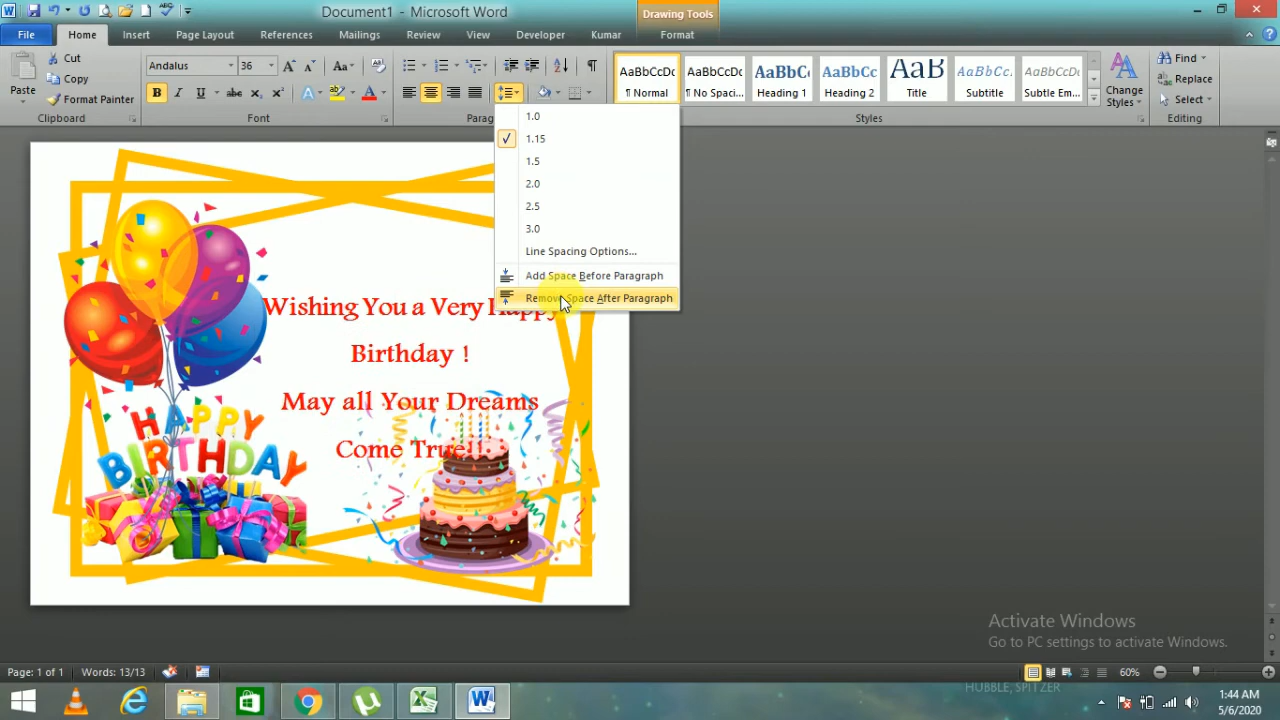 Document1 - Microsoft Word
Drawing Tools
File Home Insert Page Layout References Mailings Review View Developer Kumar Format
Paste
Cut
Copy
Format Painter
Clipboard
Andalus 36
Font
Parag
AaBbCcDc
¶ Normal
AaBbCcDc
¶ No Spaci...
AaBbCc
Heading 1
AaBbCc
Heading 2
AaB
Title
AaBbCcDc
Subtitle
AaBbCcDc
Subtle Em...
Change
Styles
Styles
Find
Replace
Select
Editing
1.0
1.15
1.5
2.0
2.5
3.0
Line Spacing Options...
Add Space Before Paragraph
Remove Space After Paragraph
Wishing You a Very Happy
Birthday !
May all Your Dreams
Come True!!
HAPPY
BIRTHDAY
Activate Windows
Go to PC settings to activate Windows.
Page: 1 of 1 Words: 13/13
60%
HUBBLE, SPITZER
1:44 AM
5/6/2020